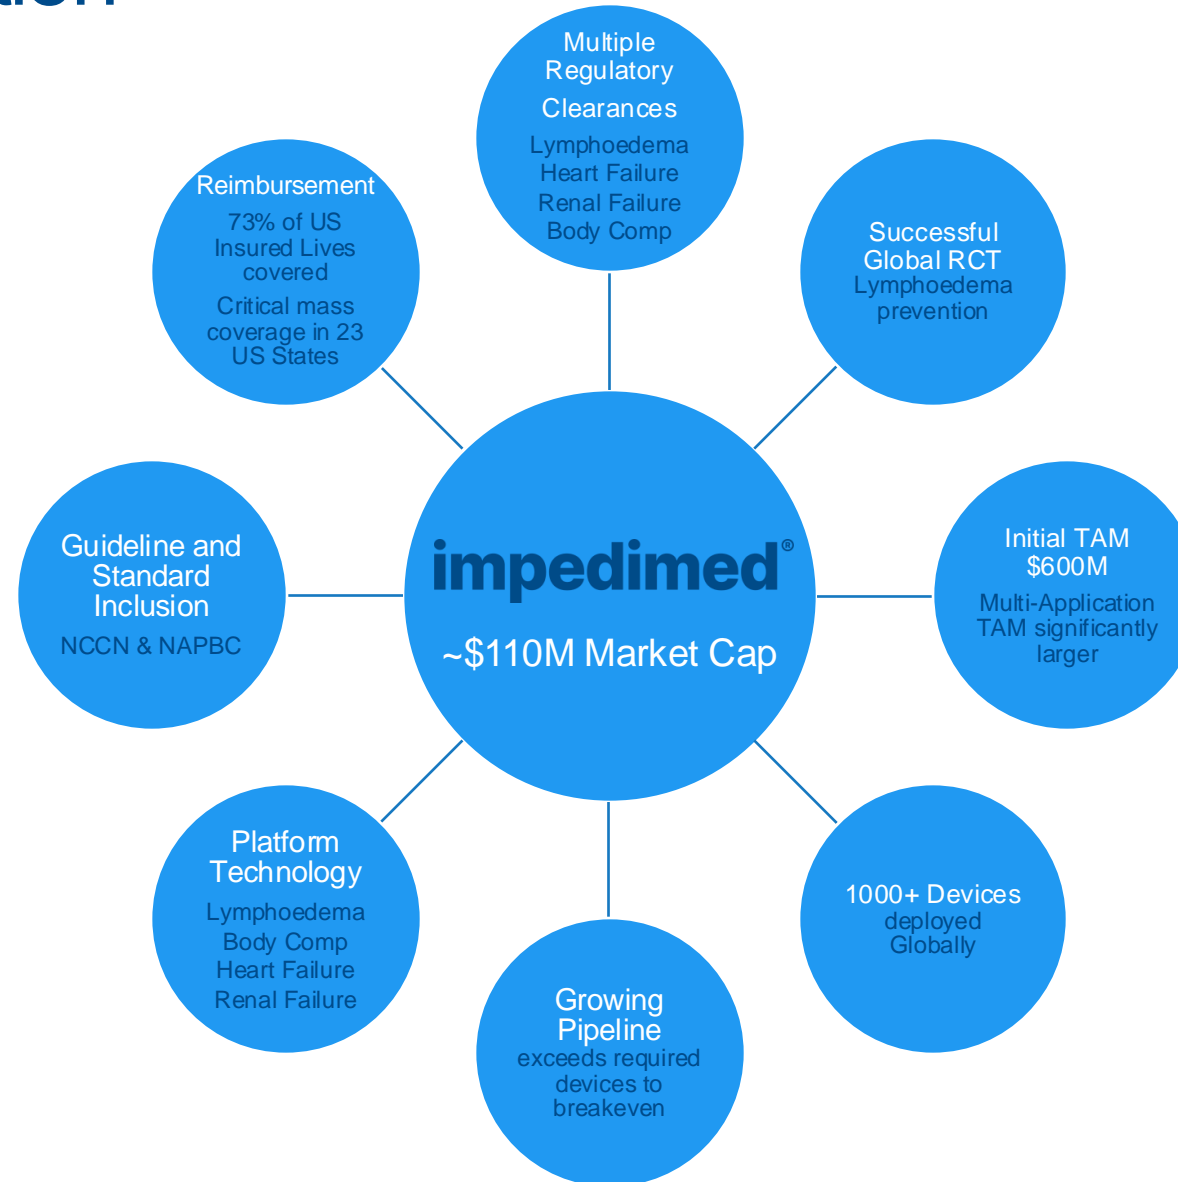 Multiple
Regulatory
Clearances
Lymphoedema
Heart Failure
Renal Failure
Body Comp
Reimbursement
73% of US
Insured Lives
covered
Critical mass
coverage in 23
US States
Successful
Global RCT
Lymphoedema
prevention
Guideline and
Standard
Inclusion
NCCN & NAPBC
impedimed®
~$110M Market Cap
Initial TAM
$600M
Multi-Application
TAM significantly
larger
Platform
Technology
Lymphoedema
Body Comp
Heart Failure
Renal Failure
1000+ Devices
deployed
Globally
Growing
Pipeline
exceeds required
devices to
breakeven